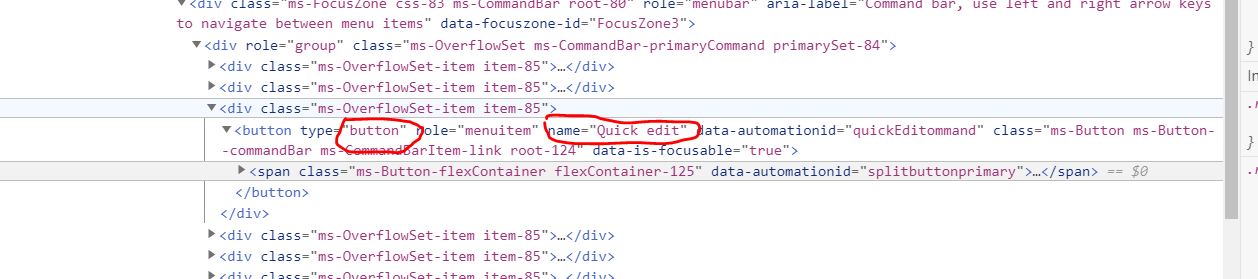 <div class="ms-FocusZone css-83 ms-CommandBar root-80" role="menubar" aria-label="Command bar, use left and right arrow keys
to navigate between menu items" data-focuszone-id="FocusZone3">
<div role="group" class="ms-OverflowSet ms-CommandBar-primaryCommand primarySet-84">
<div class="ms-OverflowSet-item item-85">…</div>
<div class="ms-OverflowSet-item item-85">…</div>
<div class="ms-OverflowSet-item item-85">
<button type="button" role="menuitem" name="Quick edit" data-automationid="quickEditommand" class="ms-Button ms-Button-
-commandBar ms-CommandBarItem-link root-124" data-is-focusable="true">
<span class="ms-Button-flexContainer flexContainer-125" data-automationid="splitbuttonprimary">…</span> == $0
</button>
</div>
<div class="ms-OverflowSet-item item-85">…</div>
<div class="ms-OverflowSet-item item-85">…</div>
<div class="ms-OverflowSet-item item-85">…</div>
}
In
}